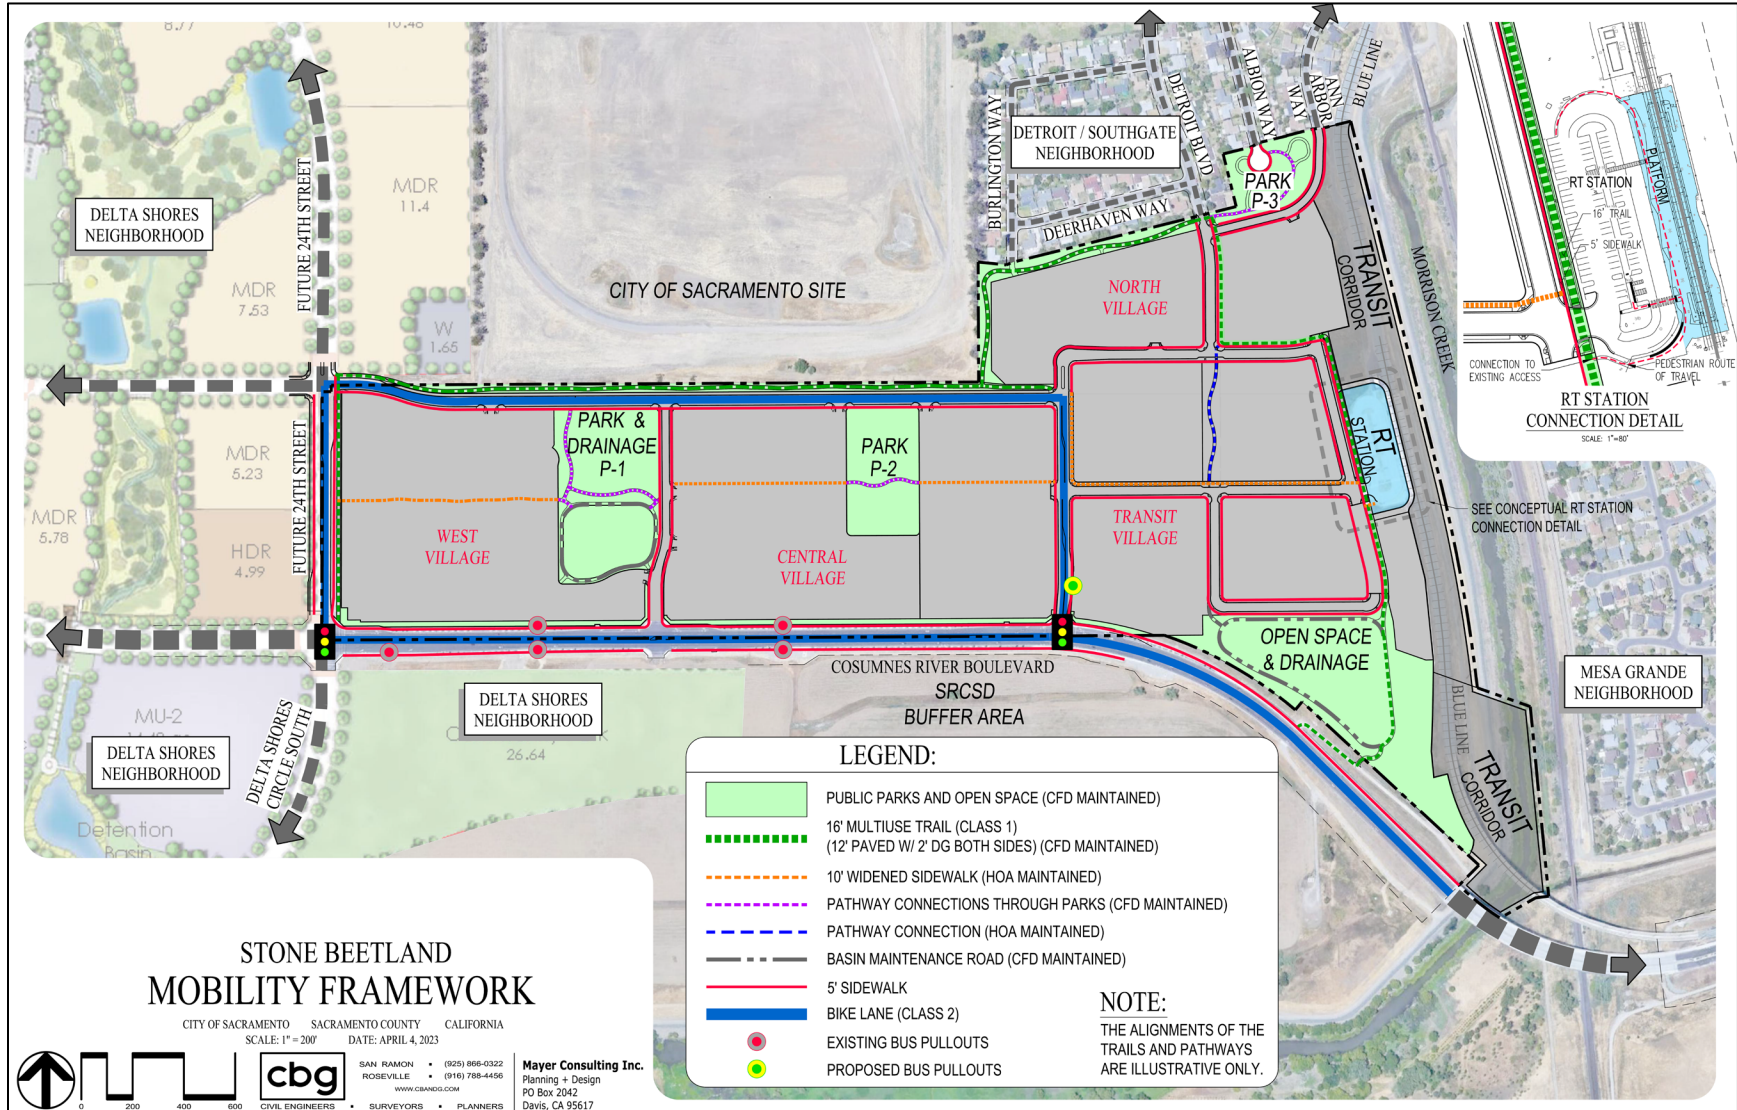 8.77
10.48
MDR
11.4
DELTA SHORES
NEIGHBORHOOD
FUTURE 24TH STREET
MDR
7.53
W
1.65
CITY OF SACRAMENTO SITE
BURLINGTON WAY
DETROIT / SOUTHGATE
NEIGHBORHOOD
DETROIT BLVD
ALBION WAY
ANN
ARBOR
WAY
BLUE LINE
DEERHAVEN WAY
PARK
P-3
NORTH
VILLAGE
TRANSIT
CORRIDOR
MORRISON CREEK
RT STATION
PLATFORM
16' TRAIL
5' SIDEWALK
CONNECTION TO
EXISTING ACCESS
PEDESTRIAN ROUTE
OF TRAVEL
RT STATION
CONNECTION DETAIL
SCALE: 1"=80'
MDR
5.23
MDR
5.78
HDR
4.99
FUTURE 24TH STREET
PARK &
DRAINAGE
P-1
PARK
P-2
WEST
VILLAGE
CENTRAL
VILLAGE
TRANSIT
VILLAGE
RT
STATION
SEE CONCEPTUAL RT STATION
CONNECTION DETAIL
OPEN SPACE
& DRAINAGE
MESA GRANDE
NEIGHBORHOOD
COSUMNES RIVER BOULEVARD
SRCSD
BUFFER AREA
BLUE LINE
TRANSIT
CORRIDOR
MU-2
DELTA SHORES
NEIGHBORHOOD
DELTA SHORES
CIRCLE SOUTH
DELTA SHORES
NEIGHBORHOOD
26.64
Detention
Basin
LEGEND:
PUBLIC PARKS AND OPEN SPACE (CFD MAINTAINED)
16' MULTIUSE TRAIL (CLASS 1)
(12' PAVED W/ 2' DG BOTH SIDES) (CFD MAINTAINED)
10' WIDENED SIDEWALK (HOA MAINTAINED)
PATHWAY CONNECTIONS THROUGH PARKS (CFD MAINTAINED)
PATHWAY CONNECTION (HOA MAINTAINED)
BASIN MAINTENANCE ROAD (CFD MAINTAINED)
5' SIDEWALK
BIKE LANE (CLASS 2)
EXISTING BUS PULLOUTS
PROPOSED BUS PULLOUTS
NOTE:
THE ALIGNMENTS OF THE
TRAILS AND PATHWAYS
ARE ILLUSTRATIVE ONLY.
STONE BEETLAND
MOBILITY FRAMEWORK
CITY OF SACRAMENTO SACRAMENTO COUNTY CALIFORNIA
SCALE: 1" = 200' DATE: APRIL 4, 2023
0 200 400 600
cbg
CIVIL ENGINEERS ▪ SURVEYORS ▪ PLANNERS
SAN RAMON ▪ (925) 866-0322
ROSEVILLE ▪ (916) 788-4456
WWW.CBANDG.COM
Mayer Consulting Inc.
Planning + Design
PO Box 2042
Davis, CA 95617